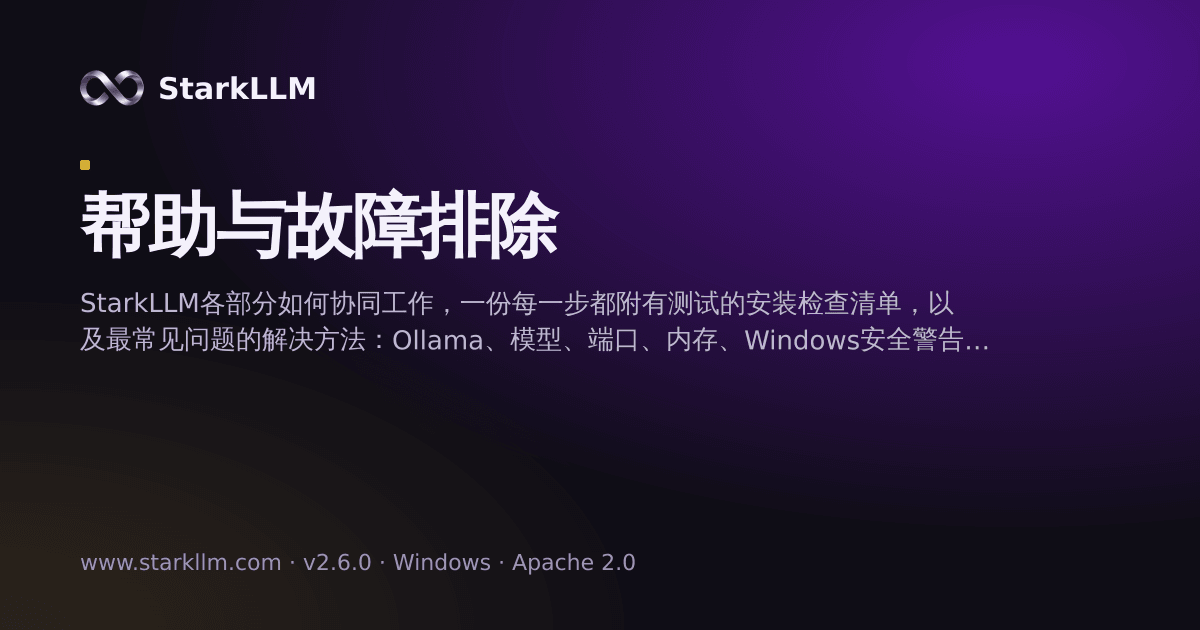 StarkLLM
帮助与故障排除
StarkLLM各部分如何协同工作，一份每一步都附有测试的安装检查清单，以
及最常见问题的解决方法：Ollama、模型、端口、内存、Windows安全警告…
www.starkllm.com · v2.6.0 · Windows · Apache 2.0